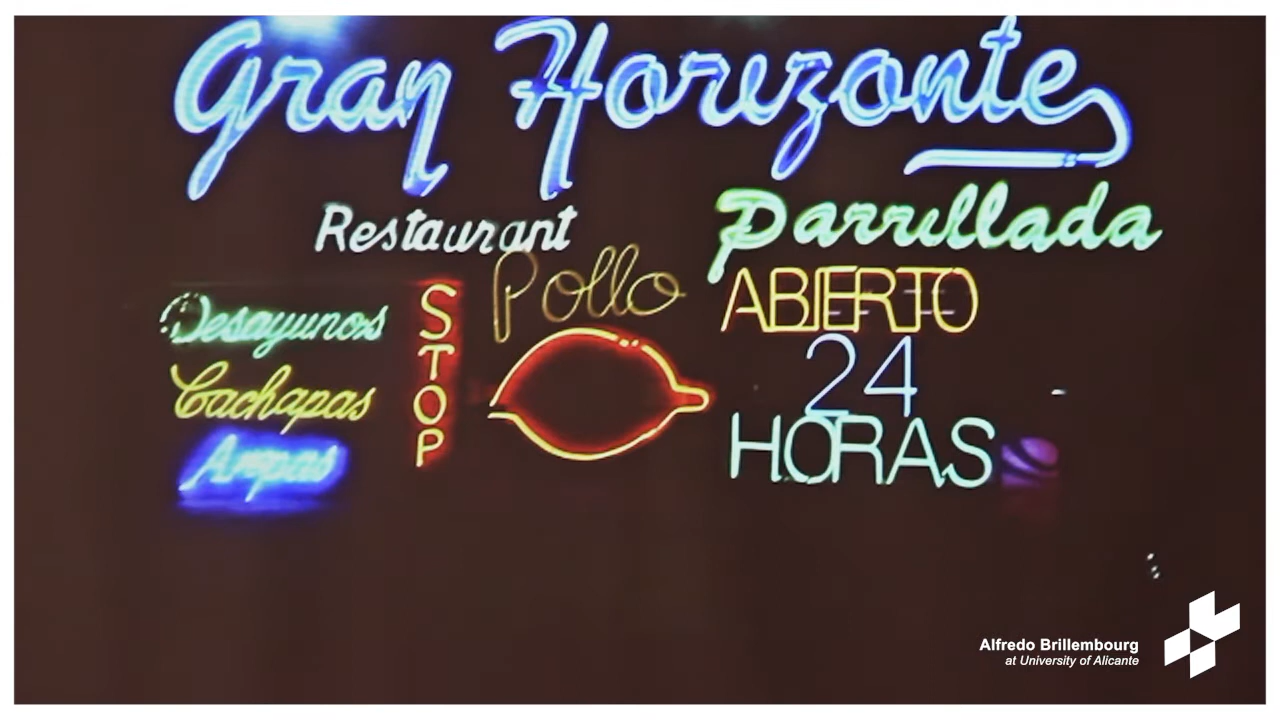 Gran Horizonte
Restaurant
Parrillada
Pollo
Desayunos
Cachapas
Arepas
STOP
ABIERTO
24
HORAS
Alfredo Brillembourg
at University of Alicante